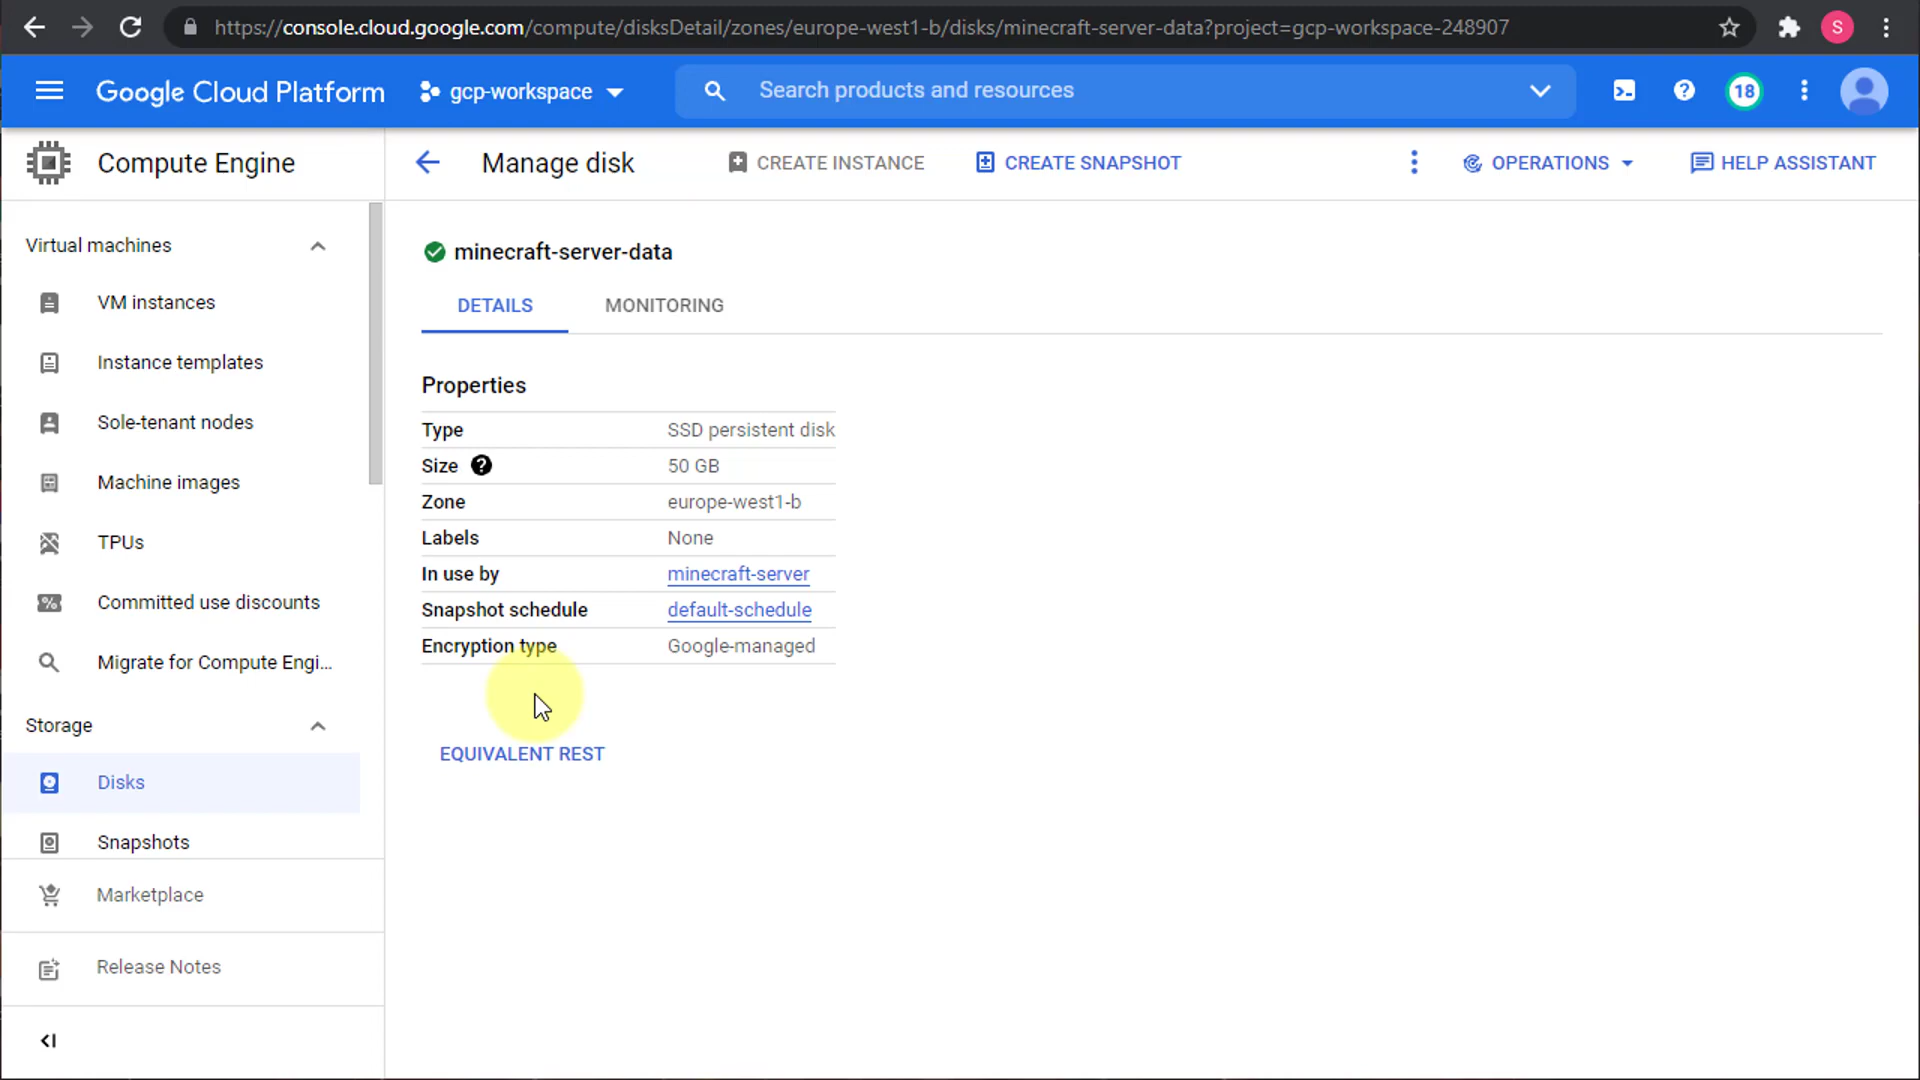 https://console.cloud.google.com/compute/disksDetail/zones/europe-west1-b/disks/minecraft-server-data?project=gcp-workspace-248907
S
Google Cloud Platform
gcp-workspace
Search products and resources
18
Compute Engine
Manage disk
CREATE INSTANCE
CREATE SNAPSHOT
OPERATIONS
HELP ASSISTANT
Virtual machines
VM instances
Instance templates
Sole-tenant nodes
Machine images
TPUs
Committed use discounts
Migrate for Compute Engi...
Storage
Disks
Snapshots
Marketplace
Release Notes
minecraft-server-data
DETAILS
MONITORING
Properties
Type SSD persistent disk
Size 50 GB
Zone europe-west1-b
Labels None
In use by minecraft-server
Snapshot schedule default-schedule
Encryption type Google-managed
EQUIVALENT REST